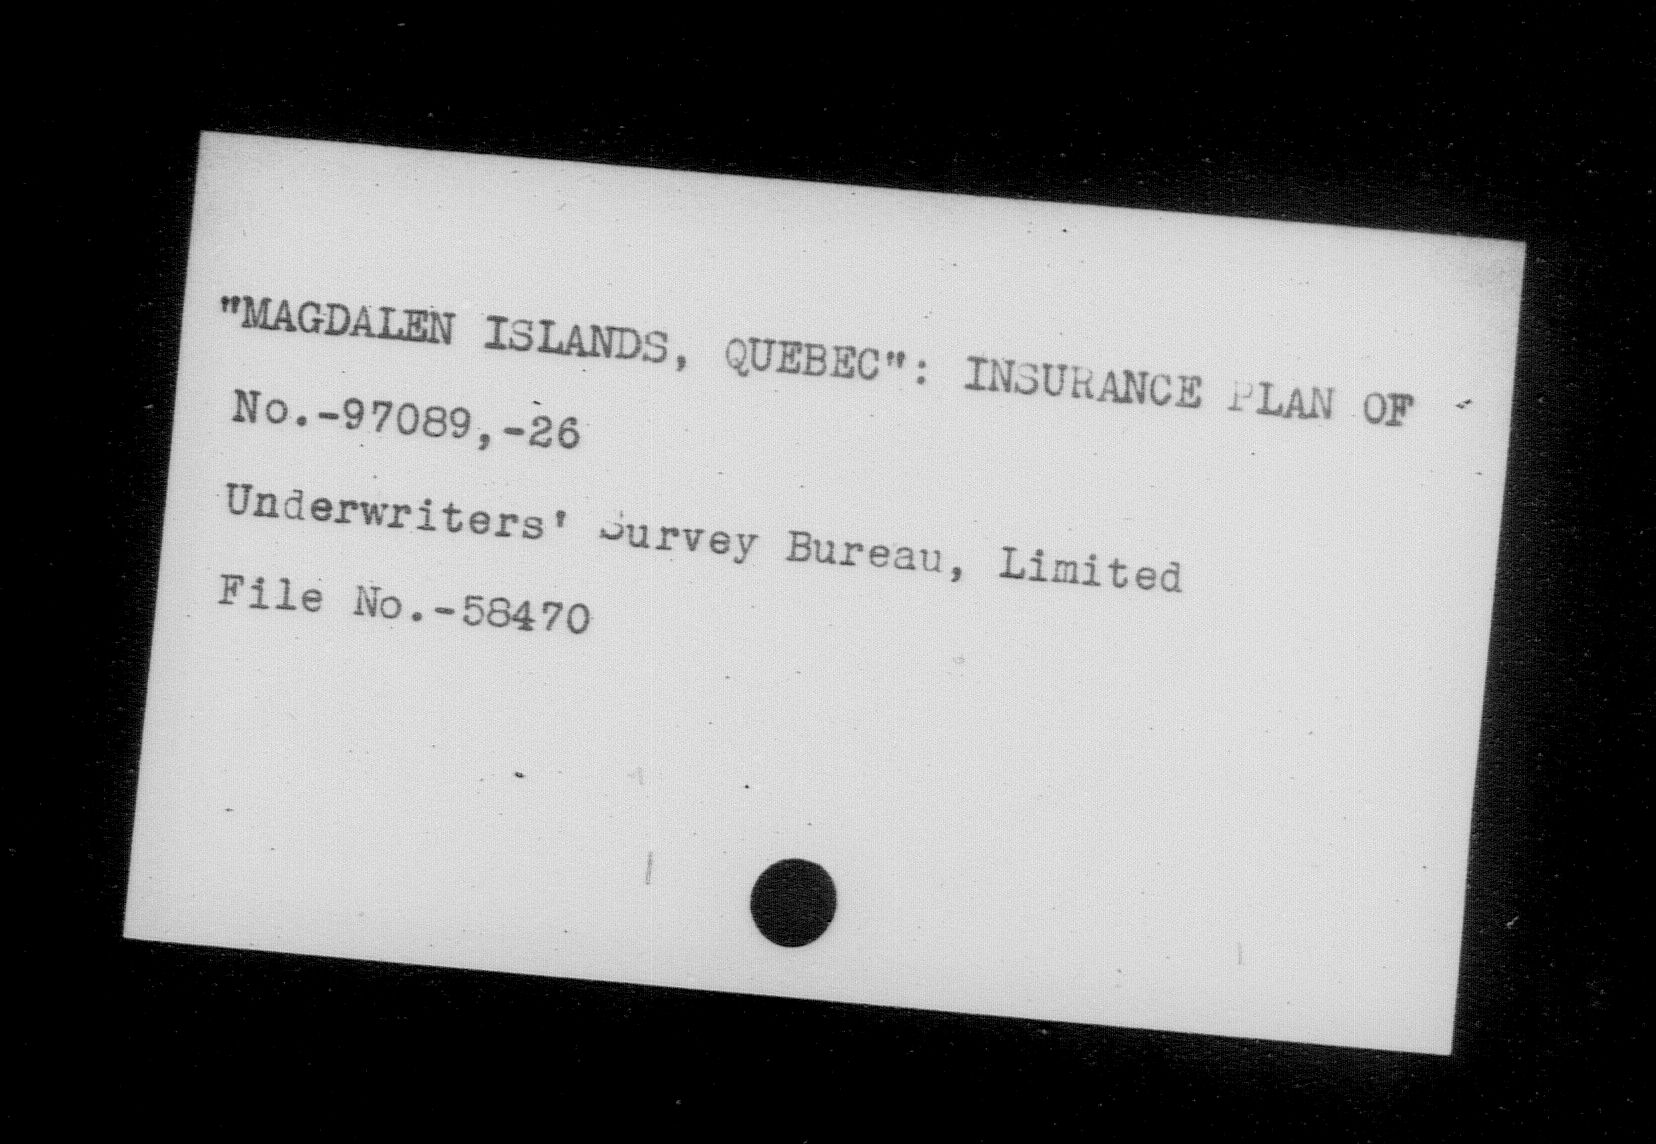 "MAGDALEN ISLANDS, QUEBEC": INSURANCE PLAN OF
No.-97089,-26
Underwriters' Survey Bureau, Limited
File No.-58470